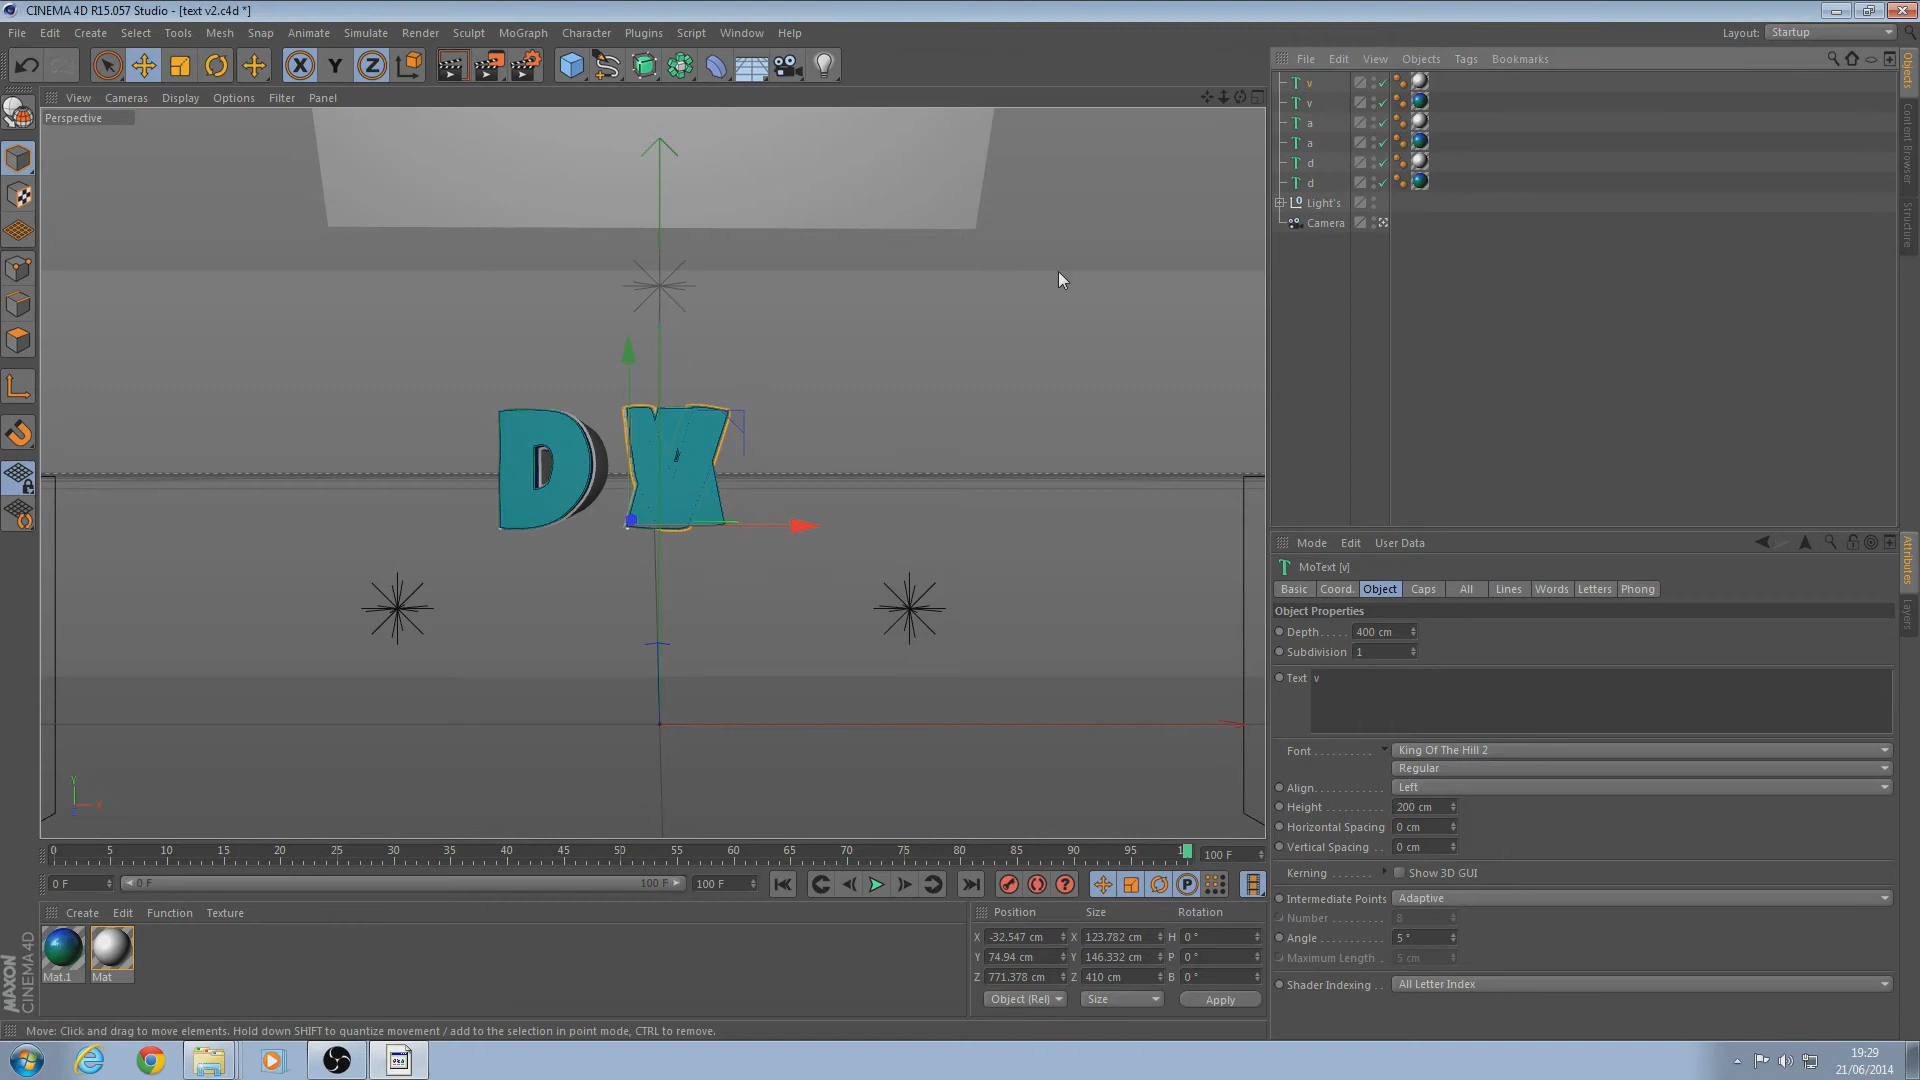 CINEMA 4D R15.057 Studio - [text v2.c4d *]
File Edit Create Select Tools Mesh Snap Animate Simulate Render Sculpt MoGraph Character Plugins Script Window Help
Layout: Startup
X Y Z
File Edit View Objects Tags Bookmarks
View Cameras Display Options Filter Panel
Perspective
v
v
a
a
d
d
Light's
Camera
Objects
Content Browser
Structure
D
Y
X
Mode Edit User Data
MoText [v]
Basic Coord. Object Caps All Lines Words Letters Phong
Object Properties
Depth..... 400 cm
Subdivision 1
Text v
Font King Of The Hill 2
Regular
Align Left
Height 200 cm
Horizontal Spacing 0 cm
Vertical Spacing 0 cm
Kerning Show 3D GUI
Intermediate Points Adaptive
Number 8
Angle 5 °
Maximum Length 5 cm
Shader Indexing All Letter Index
Attributes
Layers
0 5 10 15 20 25 30 35 40 45 50 55 60 65 70 75 80 85 90 95 1
100 F
0 F 0 F 100 F 100 F
P
Create Edit Function Texture
Mat.1 Mat
MAXON
CINEMA 4D
Position Size Rotation
X -32.547 cm X 123.782 cm H 0 °
Y 74.94 cm Y 146.332 cm P 0 °
Z 771.378 cm Z 410 cm B 0 °
Object (Rel) Size Apply
Move: Click and drag to move elements. Hold down SHIFT to quantize movement / add to the selection in point mode, CTRL to remove.
19:29
21/06/2014